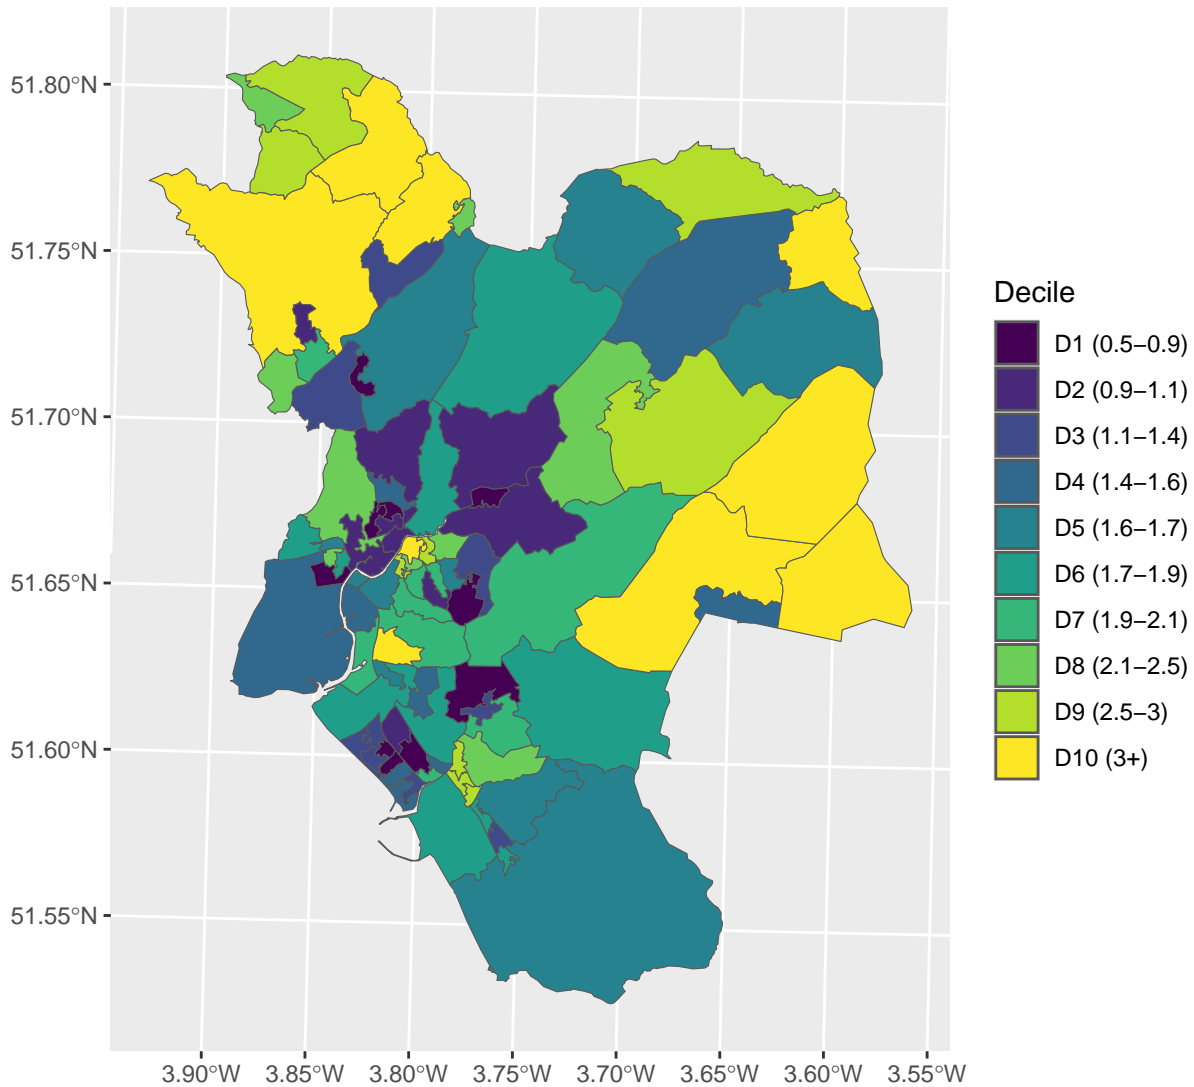 51.80°N
51.75°N
51.70°N
51.65°N
51.60°N
51.55°N
3.90°W
3.85°W
3.80°W
3.75°W
3.70°W
3.65°W
3.60°W
3.55°W
Decile
D1 (0.5–0.9)
D2 (0.9–1.1)
D3 (1.1–1.4)
D4 (1.4–1.6)
D5 (1.6–1.7)
D6 (1.7–1.9)
D7 (1.9–2.1)
D8 (2.1–2.5)
D9 (2.5–3)
D10 (3+)